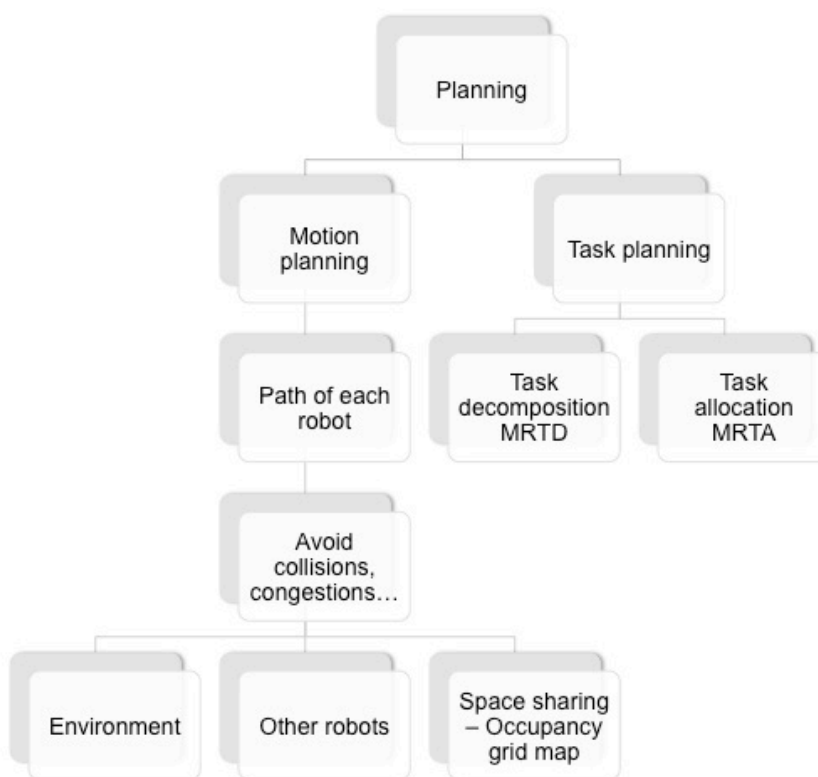 Planning
Motion
planning
Task planning
Path of each
robot
Task
decomposition
MRTD
Task
allocation
MRTA
Avoid
collisions,
congestions…
Environment
Other robots
Space sharing
– Occupancy
grid map